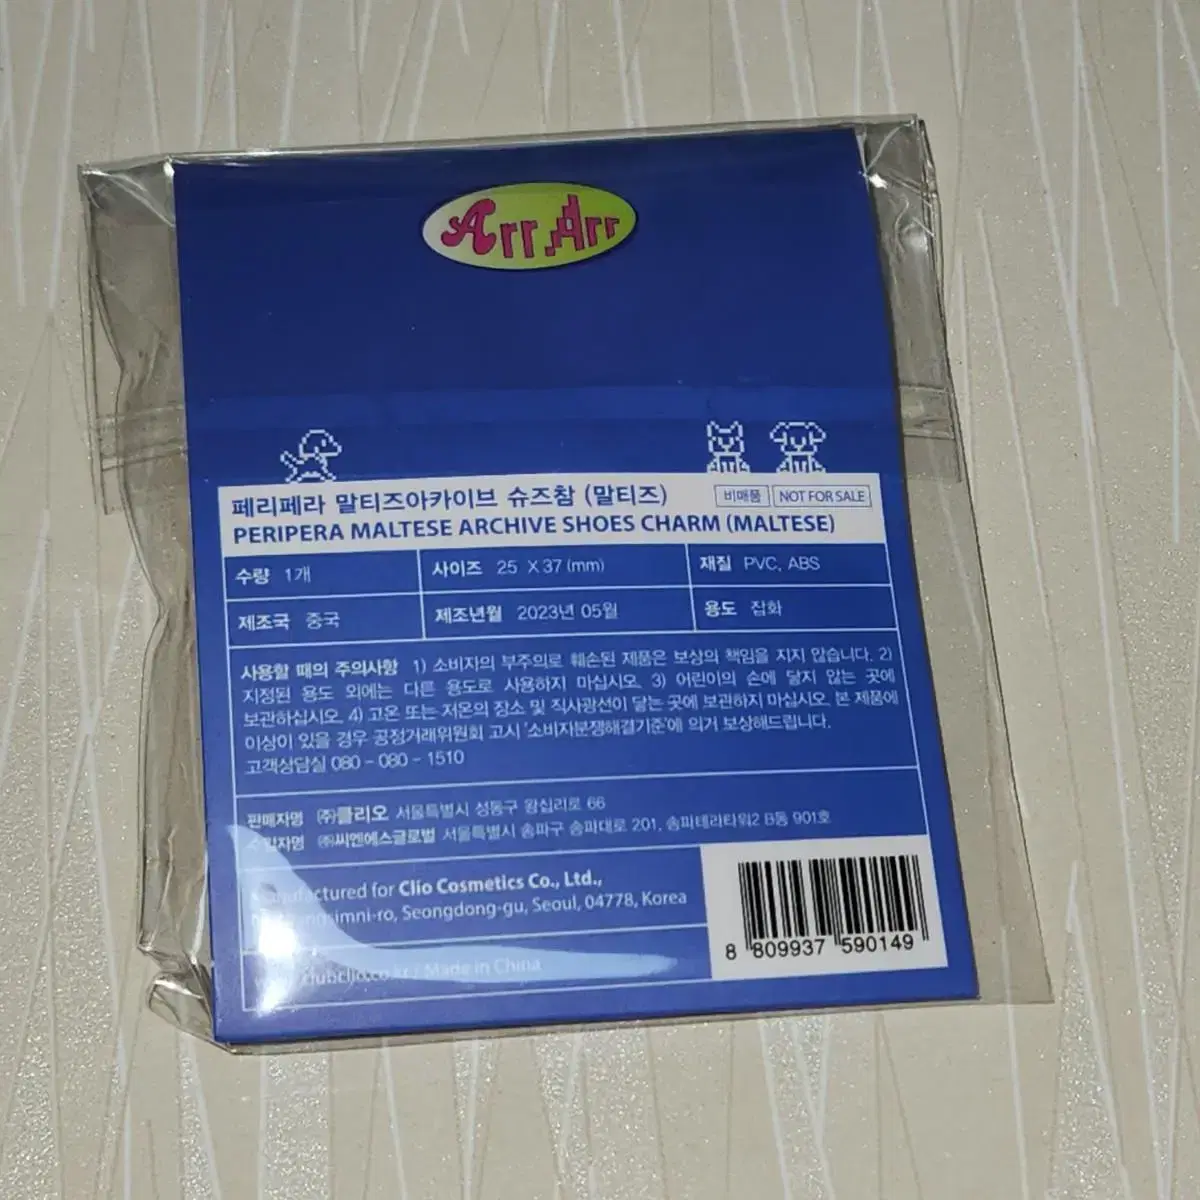 Arr Arr
페리페라 말티즈아카이브 슈즈참 (말티즈) 비매품 NOT FOR SALE
PERIPERA MALTESE ARCHIVE SHOES CHARM (MALTESE)
수량 1개 사이즈 25 X 37 (mm) 재질 PVC, ABS
제조국 중국 제조년월 2023년 05월 용도 잡화
사용할 때의 주의사항 1) 소비자의 부주의로 훼손된 제품은 보상의 책임을 지지 않습니다. 2)
지정된 용도 외에는 다른 용도로 사용하지 마십시오. 3) 어린이의 손에 닿지 않는 곳에
보관하십시오. 4) 고온 또는 저온의 장소 및 직사광선이 닿는 곳에 보관하지 마십시오. 본 제품에
이상이 있을 경우 공정거래위원회 고시 '소비자분쟁해결기준'에 의거 보상해드립니다.
고객상담실 080 - 080 - 1510
판매자명 ㈜클리오 서울특별시 성동구 왕십리로 66
㈜씨엔에스글로벌 서울특별시 송파구 송파대로 201, 송파테라타워2 B동 901호
Manufactured for Clio Cosmetics Co., Ltd.,
Seongdong-gu, Seoul, 04778, Korea
Made in China
8 809937 590149